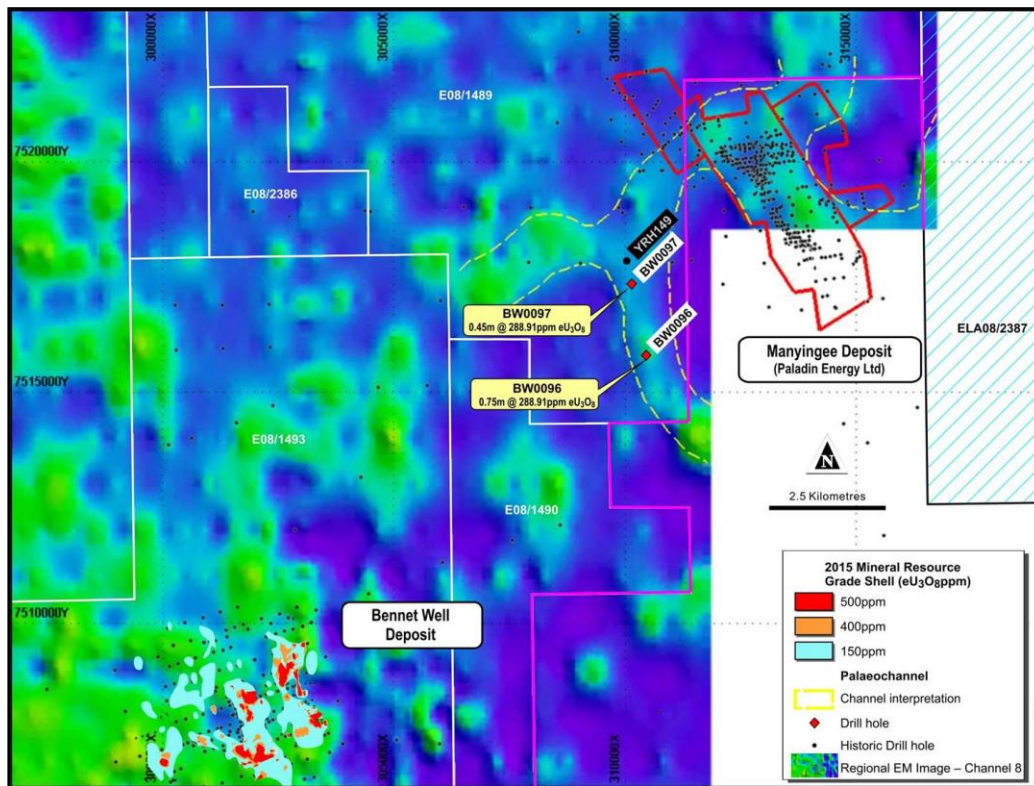 300000X
305000X
310000X
315000X
E08/1489
7520000Y
E08/2386
YRH149
BW0097
BW0097
0.45m @ 288.91ppm eU₃O₈
BW0096
ELA08/2387
Manyingee Deposit
(Paladin Energy Ltd)
BW0096
0.75m @ 288.91ppm eU₃O₈
7515000Y
E08/1493
N
2.5 Kilometres
E08/1490
2015 Mineral Resource
Grade Shell (eU₃O₈ppm)
500ppm
400ppm
150ppm
Palaeochannel
Channel interpretation
Drill hole
Historic Drill hole
Regional EM Image – Channel 8
7510000Y
Bennet Well
Deposit
305000X
310000X